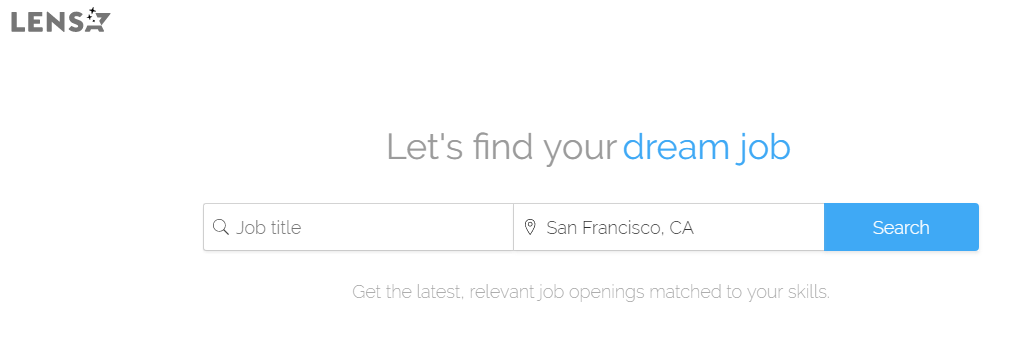 LENSA
Let's find your dream job
Job title San Francisco, CA Search
Get the latest, relevant job openings matched to your skills.